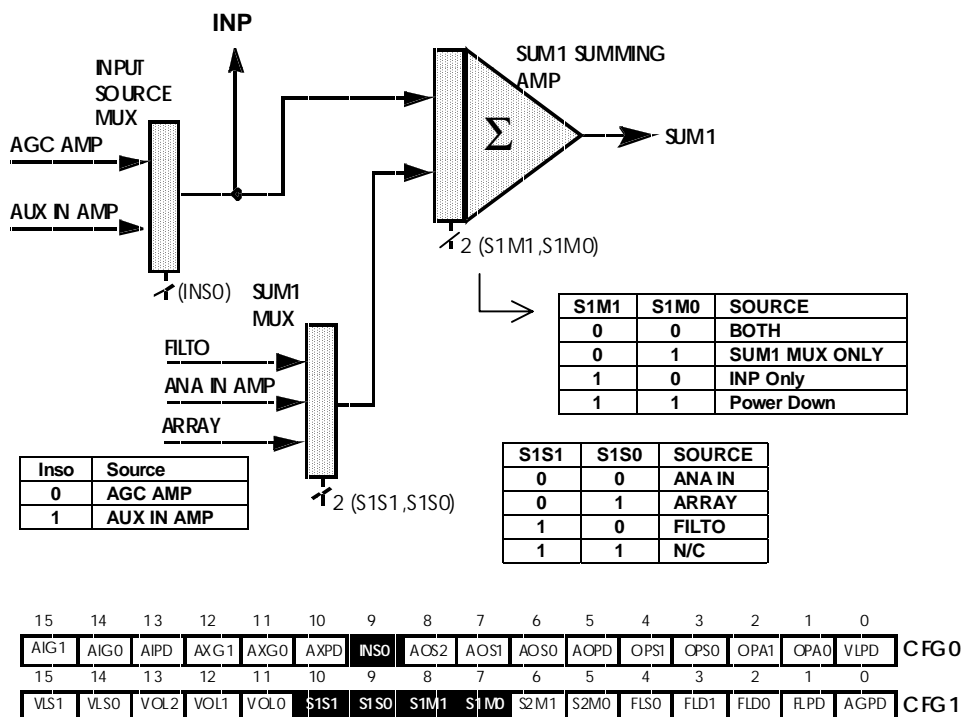 INP
SUM1 SUMMING
AMP
INPUT
SOURCE
MUX
AGC AMP
AUX IN AMP
Σ
SUM1
2 (S1M1,S1M0)
(INS0)
SUM1
MUX
FILTO
ANA IN AMP
ARRAY
2 (S1S1,S1S0)
S1M1 S1M0 SOURCE
0 0 BOTH
0 1 SUM1 MUX ONLY
1 0 INP Only
1 1 Power Down
Inso Source
0 AGC AMP
1 AUX IN AMP
S1S1 S1S0 SOURCE
0 0 ANA IN
0 1 ARRAY
1 0 FILTO
1 1 N/C
15 14 13 12 11 10 9 8 7 6 5 4 3 2 1 0
AIG1 AIG0 AIPD AXG1 AXG0 AXPD INS0 AOS2 AOS1 AOS0 AOPD OPS1 OPS0 OPA1 OPA0 VLPD CFG0
15 14 13 12 11 10 9 8 7 6 5 4 3 2 1 0
VLS1 VLS0 VOL2 VOL1 VOL0 S1S1 S1S0 S1M1 S1M0 S2M1 S2M0 FLS0 FLD1 FLD0 FLPD AGPD CFG1